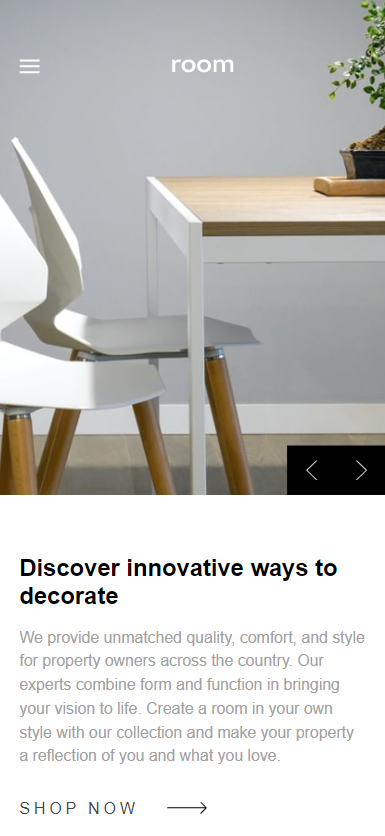 room
Discover innovative ways to
decorate
We provide unmatched quality, comfort, and style
for property owners across the country. Our
experts combine form and function in bringing
your vision to life. Create a room in your own
style with our collection and make your property
a reflection of you and what you love.
SHOP NOW